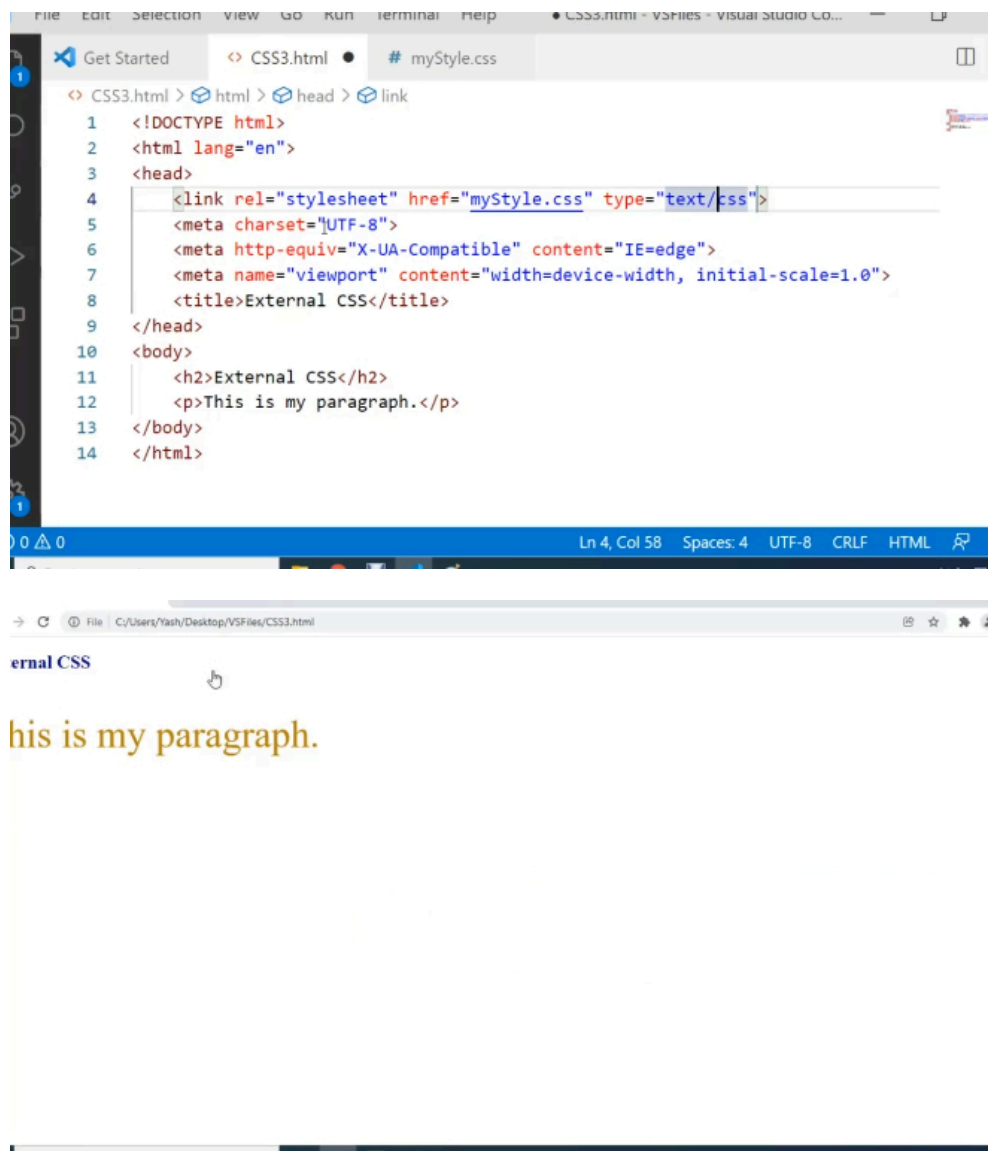 File Edit Selection View Go Run Terminal Help ● CSS3.html - VSFiles - Visual Studio Co...
Get Started <> CSS3.html ● # myStyle.css
1
<> CSS3.html > html > head > link
1 <!DOCTYPE html>
2 <html lang="en">
3 <head>
4 <link rel="stylesheet" href="myStyle.css" type="text/css">
5 <meta charset="UTF-8">
6 <meta http-equiv="X-UA-Compatible" content="IE=edge">
7 <meta name="viewport" content="width=device-width, initial-scale=1.0">
8 <title>External CSS</title>
9 </head>
10 <body>
11 <h2>External CSS</h2>
12 <p>This is my paragraph.</p>
13 </body>
14 </html>
1
0 0 Ln 4, Col 58 Spaces: 4 UTF-8 CRLF HTML
File C:/Users/Yash/Desktop/VSFiles/CSS3.html
ernal CSS
his is my paragraph.